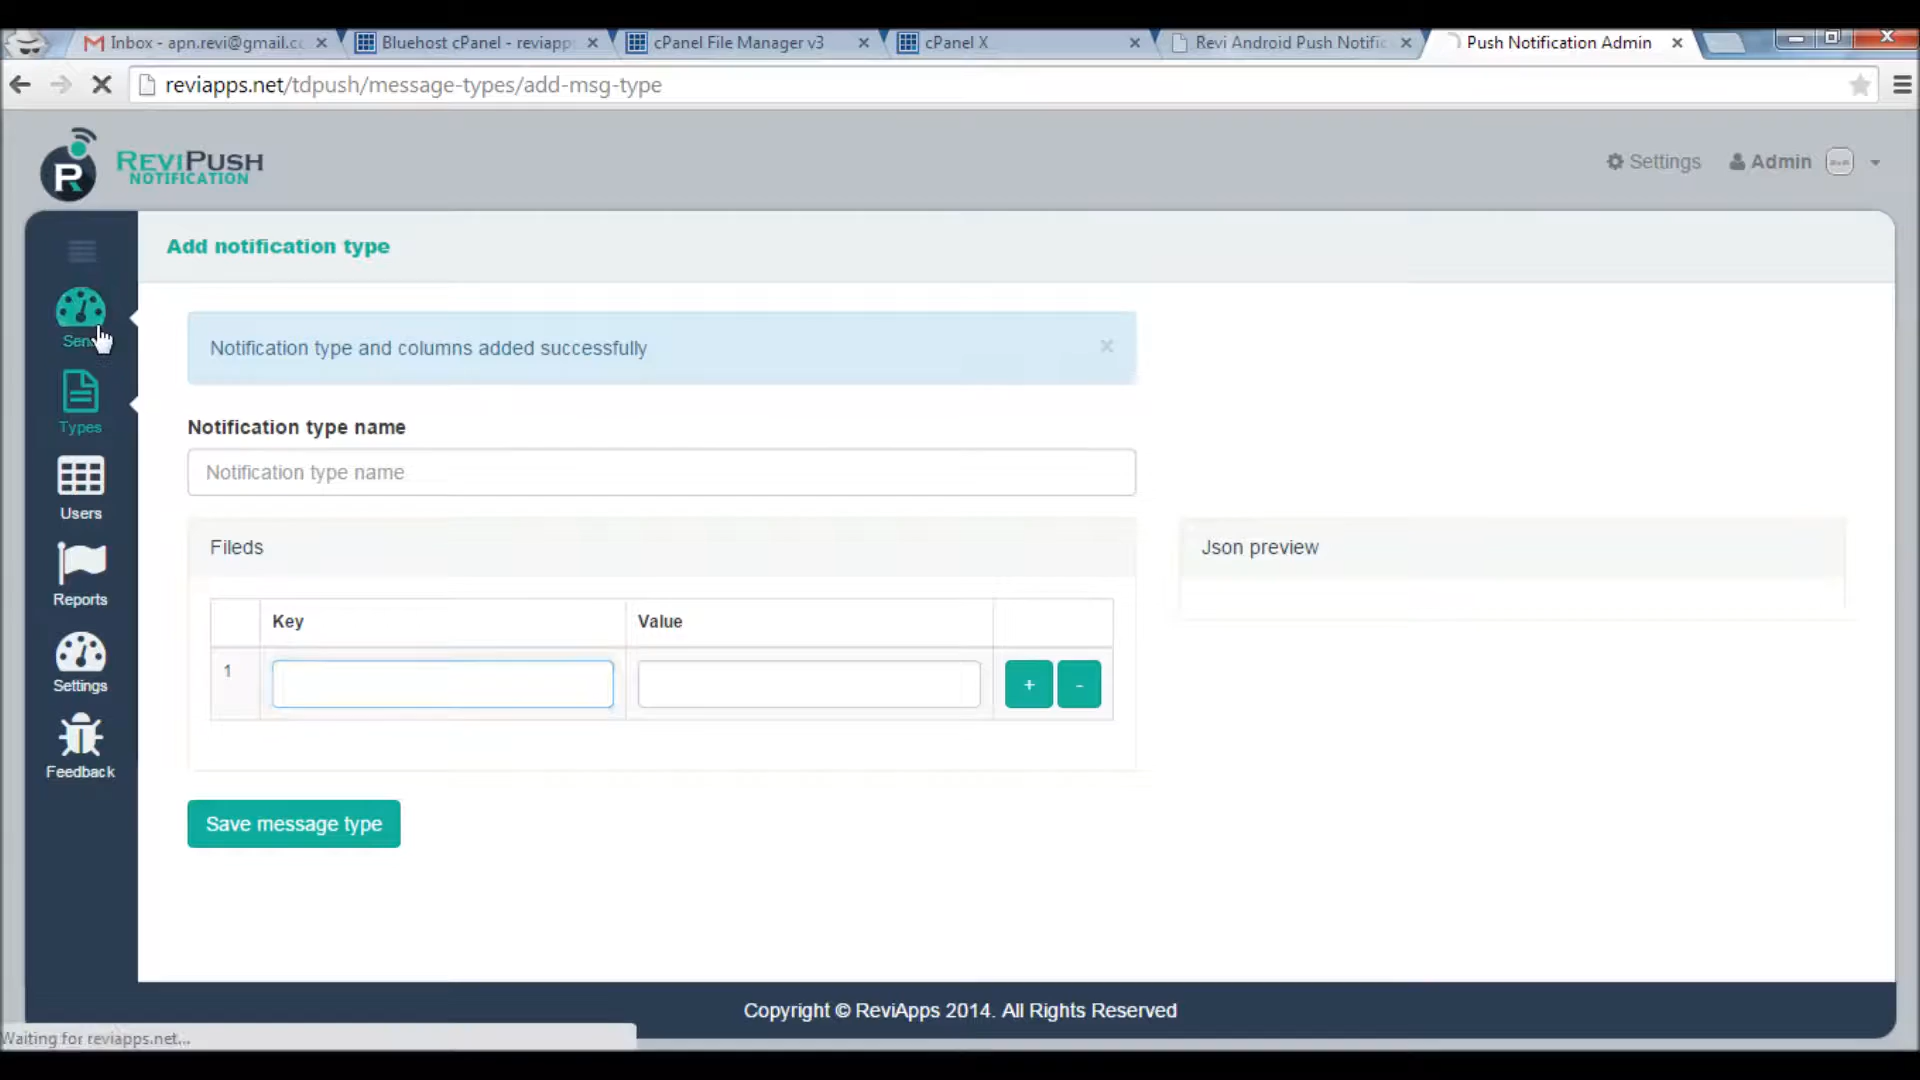 Inbox - apn.revi@gmail.cc
Bluehost cPanel - reviapp
cPanel File Manager v3
cPanel X
Revi Android Push Notific
Push Notification Admin
reviapps.net/tdpush/message-types/add-msg-type
R
REVIPUSH
NOTIFICATION
Settings
Admin
Add notification type
Send
Types
Users
Reports
Settings
Feedback
Notification type and columns added successfully
×
Notification type name
Notification type name
Fileds
Json preview
Key Value
1 + -
Save message type
Copyright © ReviApps 2014. All Rights Reserved
Waiting for reviapps.net...